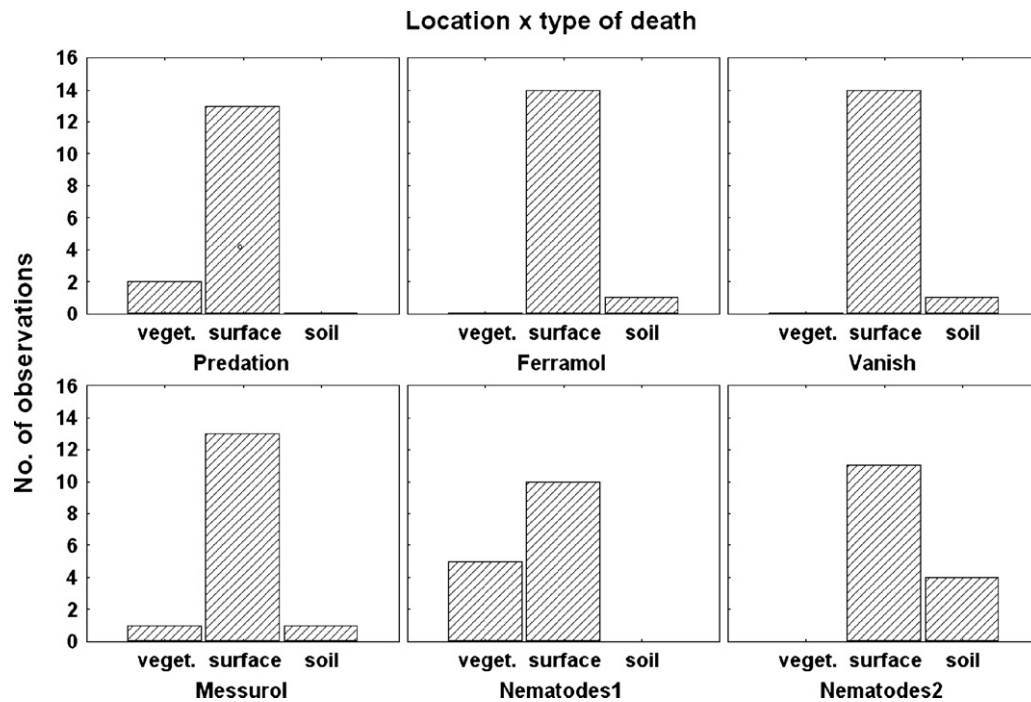 Location x type of death
No. of observations
16
14
12
10
8
6
4
2
0
veget. surface soil
Predation
veget. surface soil
Ferramol
veget. surface soil
Vanish
16
14
12
10
8
6
4
2
0
veget. surface soil
Messurol
veget. surface soil
Nematodes1
veget. surface soil
Nematodes2